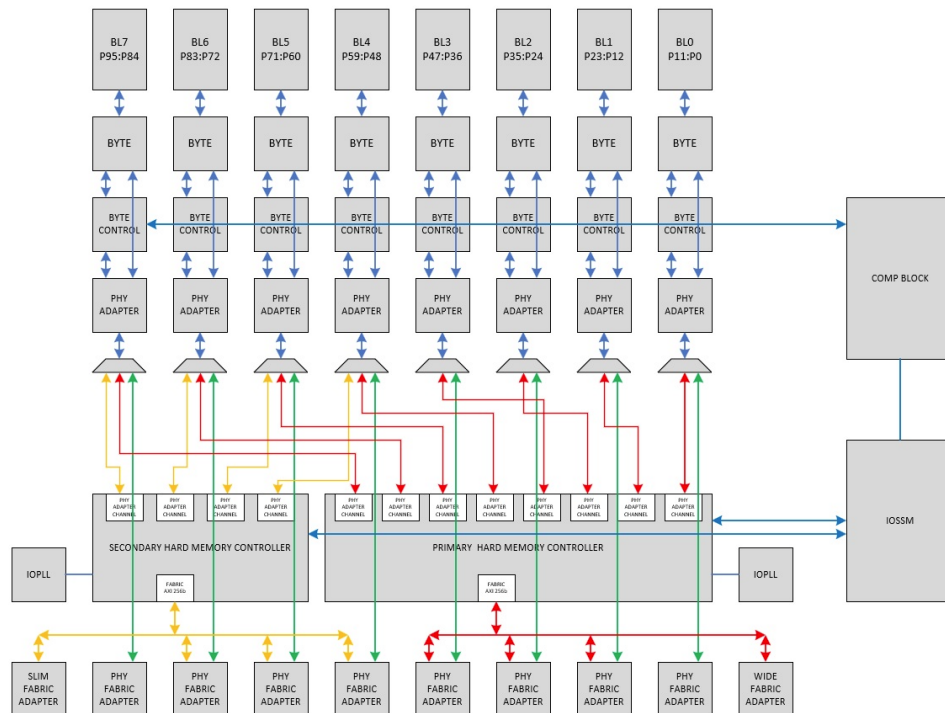 BL7
P95:P84
BL6
P83:P72
BL5
P71:P60
BL4
P59:P48
BL3
P47:P36
BL2
P35:P24
BL1
P23:P12
BL0
P11:P0
BYTE
BYTE
BYTE
BYTE
BYTE
BYTE
BYTE
BYTE
BYTE
CONTROL
BYTE
CONTROL
BYTE
CONTROL
BYTE
CONTROL
BYTE
CONTROL
BYTE
CONTROL
BYTE
CONTROL
BYTE
CONTROL
COMP BLOCK
PHY
ADAPTER
PHY
ADAPTER
PHY
ADAPTER
PHY
ADAPTER
PHY
ADAPTER
PHY
ADAPTER
PHY
ADAPTER
PHY
ADAPTER
PHY
ADAPTER
CHANNEL
PHY
ADAPTER
CHANNEL
PHY
ADAPTER
CHANNEL
PHY
ADAPTER
CHANNEL
PHY
ADAPTER
CHANNEL
PHY
ADAPTER
CHANNEL
PHY
ADAPTER
CHANNEL
PHY
ADAPTER
CHANNEL
PHY
ADAPTER
CHANNEL
PHY
ADAPTER
CHANNEL
PHY
ADAPTER
CHANNEL
PHY
ADAPTER
CHANNEL
SECONDARY HARD MEMORY CONTROLLER
PRIMARY HARD MEMORY CONTROLLER
IOSSM
IOPLL
FABRIC
AXI 256b
FABRIC
AXI 256b
IOPLL
SLIM
FABRIC
ADAPTER
PHY
FABRIC
ADAPTER
PHY
FABRIC
ADAPTER
PHY
FABRIC
ADAPTER
PHY
FABRIC
ADAPTER
PHY
FABRIC
ADAPTER
PHY
FABRIC
ADAPTER
PHY
FABRIC
ADAPTER
PHY
FABRIC
ADAPTER
WIDE
FABRIC
ADAPTER